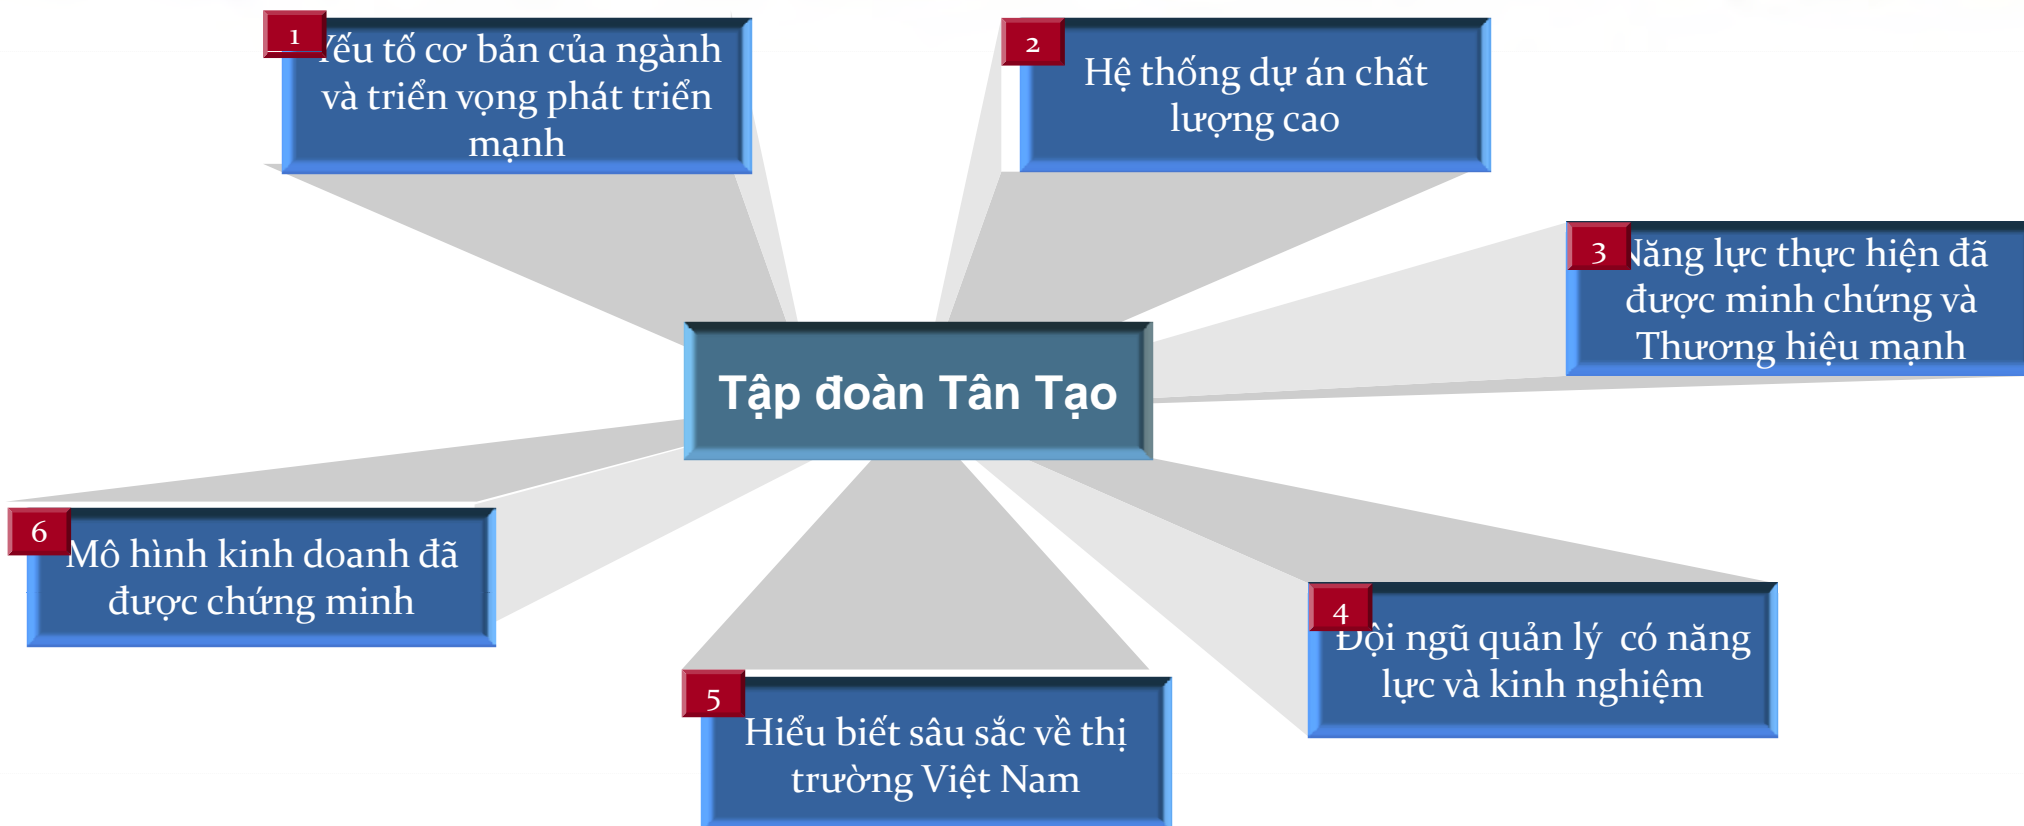 1
Yếu tố cơ bản của ngành
và triển vọng phát triển
mạnh
2
Hệ thống dự án chất
lượng cao
3
Năng lực thực hiện đã
được minh chứng và
Thương hiệu mạnh
Tập đoàn Tân Tạo
6
Mô hình kinh doanh đã
được chứng minh
4
Đội ngũ quản lý có năng
lực và kinh nghiệm
5
Hiểu biết sâu sắc về thị
trường Việt Nam